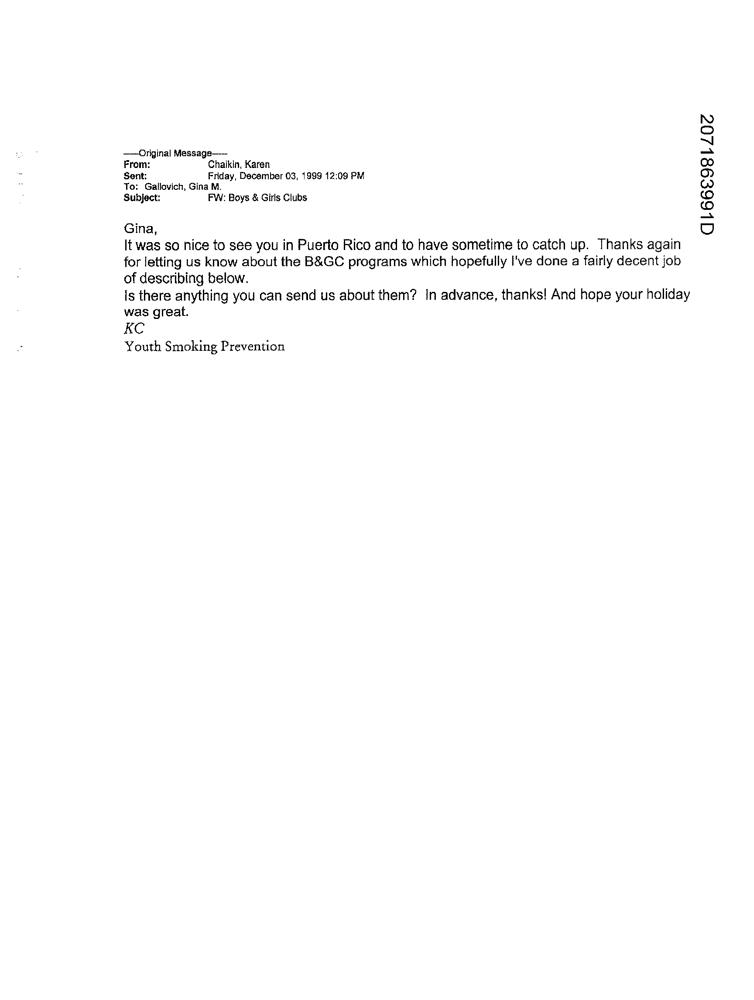 -----Original Message-----
From: Chaikin, Karen
Sent: Friday, December 03, 1999 12:09 PM
To: Gallovich, Gina M.
Subject: FW: Boys & Girls Clubs
Gina,
It was so nice to see you in Puerto Rico and to have sometime to catch up. Thanks again
for letting us know about the B&GC programs which hopefully I've done a fairly decent job
of describing below.
Is there anything you can send us about them? In advance, thanks! And hope your holiday
was great.
KC
Youth Smoking Prevention
2071863991D